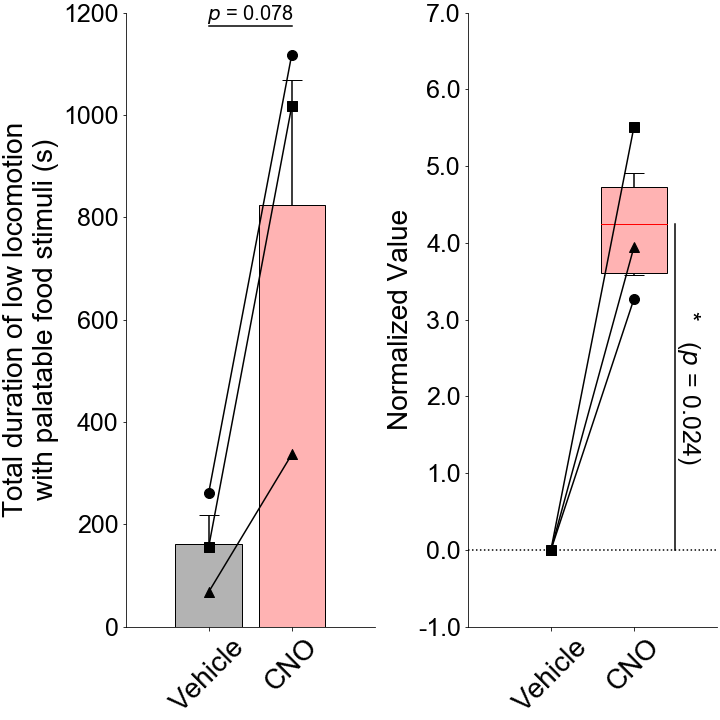 Total duration of low locomotion
with palatable food stimuli (s)
1200
1000
800
600
400
200
0
p = 0.078
Vehicle
CNO
Normalized Value
7.0
6.0
5.0
4.0
3.0
2.0
1.0
0.0
-1.0
* (p = 0.024)
Vehicle
CNO